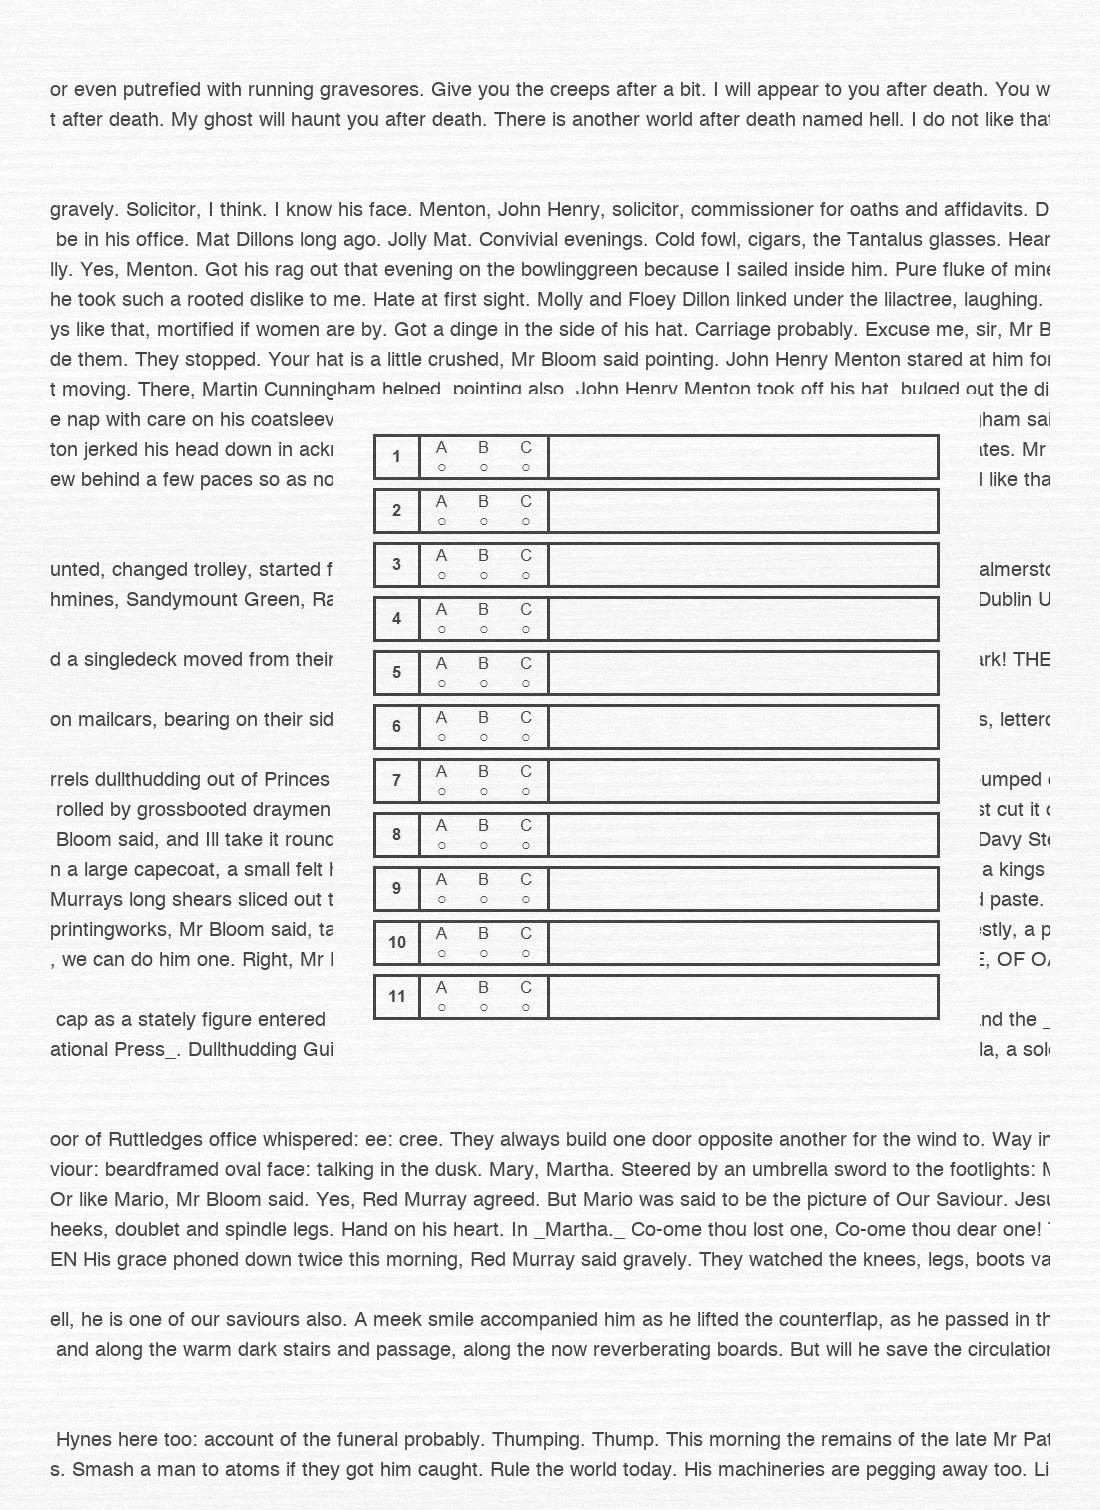 or even putrefied with running gravesores. Give you the creeps after a bit. I will appear to you after death. You w
t after death. My ghost will haunt you after death. There is another world after death named hell. I do not like that
gravely. Solicitor, I think. I know his face. Menton, John Henry, solicitor, commissioner for oaths and affidavits. D
be in his office. Mat Dillons long ago. Jolly Mat. Convivial evenings. Cold fowl, cigars, the Tantalus glasses. Hear
lly. Yes, Menton. Got his rag out that evening on the bowlinggreen because I sailed inside him. Pure fluke of mine
he took such a rooted dislike to me. Hate at first sight. Molly and Floey Dillon linked under the lilactree, laughing.
ys like that, mortified if women are by. Got a dinge in the side of his hat. Carriage probably. Excuse me, sir, Mr B
de them. They stopped. Your hat is a little crushed, Mr Bloom said pointing. John Henry Menton stared at him for
t moving. There, Martin Cunningham helped, pointing also. John Henry Menton took off his hat, bulged out the di
e nap with care on his coatsleev
ham sai
ton jerked his head down in ackn
ates. Mr
ew behind a few paces so as no
l like tha
unted, changed trolley, started f
almersto
hmines, Sandymount Green, Ra
Dublin U
d a singledeck moved from their
ark! THE
on mailcars, bearing on their sid
s, letterc
rrels dullthudding out of Princes
umped
rolled by grossbooted draymen
st cut it o
Bloom said, and Ill take it round
Davy Ste
n a large capecoat, a small felt h
a kings
Murrays long shears sliced out t
d paste.
printingworks, Mr Bloom said, ta
estly, a p
, we can do him one. Right, Mr
E, OF OA
cap as a stately figure entered
and the _
ational Press_. Dullthudding Gui
la, a sole
1 A B C
2 A B C
3 A B C
4 A B C
5 A B C
6 A B C
7 A B C
8 A B C
9 A B C
10 A B C
11 A B C
oor of Ruttledges office whispered: ee: cree. They always build one door opposite another for the wind to. Way in
viour: beardframed oval face: talking in the dusk. Mary, Martha. Steered by an umbrella sword to the footlights: M
Or like Mario, Mr Bloom said. Yes, Red Murray agreed. But Mario was said to be the picture of Our Saviour. Jesu
heeks, doublet and spindle legs. Hand on his heart. In _Martha._ Co-ome thou lost one, Co-ome thou dear one!
EN His grace phoned down twice this morning, Red Murray said gravely. They watched the knees, legs, boots va
ell, he is one of our saviours also. A meek smile accompanied him as he lifted the counterflap, as he passed in th
and along the warm dark stairs and passage, along the now reverberating boards. But will he save the circulation
Hynes here too: account of the funeral probably. Thumping. Thump. This morning the remains of the late Mr Pat
s. Smash a man to atoms if they got him caught. Rule the world today. His machineries are pegging away too. Li